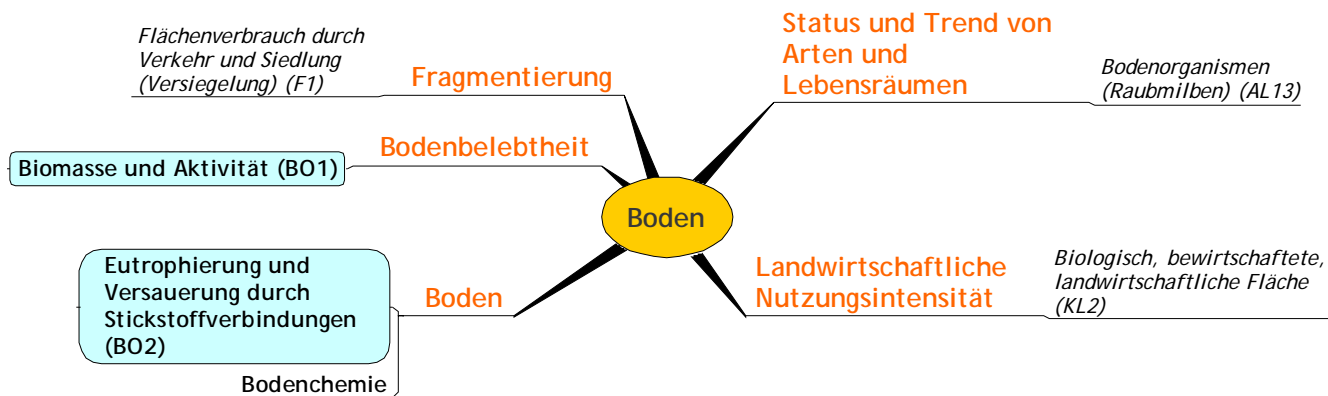 Flächenverbrauch durch
Verkehr und Siedlung
(Versiegelung) (F1)
Fragmentierung
Bodenbelebtheit
Biomasse und Aktivität (BO1)
Eutrophierung und
Versauerung durch
Stickstoffverbindungen
(BO2)
Boden
Bodenchemie
Boden
Status und Trend von
Arten und
Lebensräumen
Bodenorganismen
(Raubmilben) (AL13)
Landwirtschaftliche
Nutzungsintensität
Biologisch, bewirtschaftete,
landwirtschaftliche Fläche
(KL2)